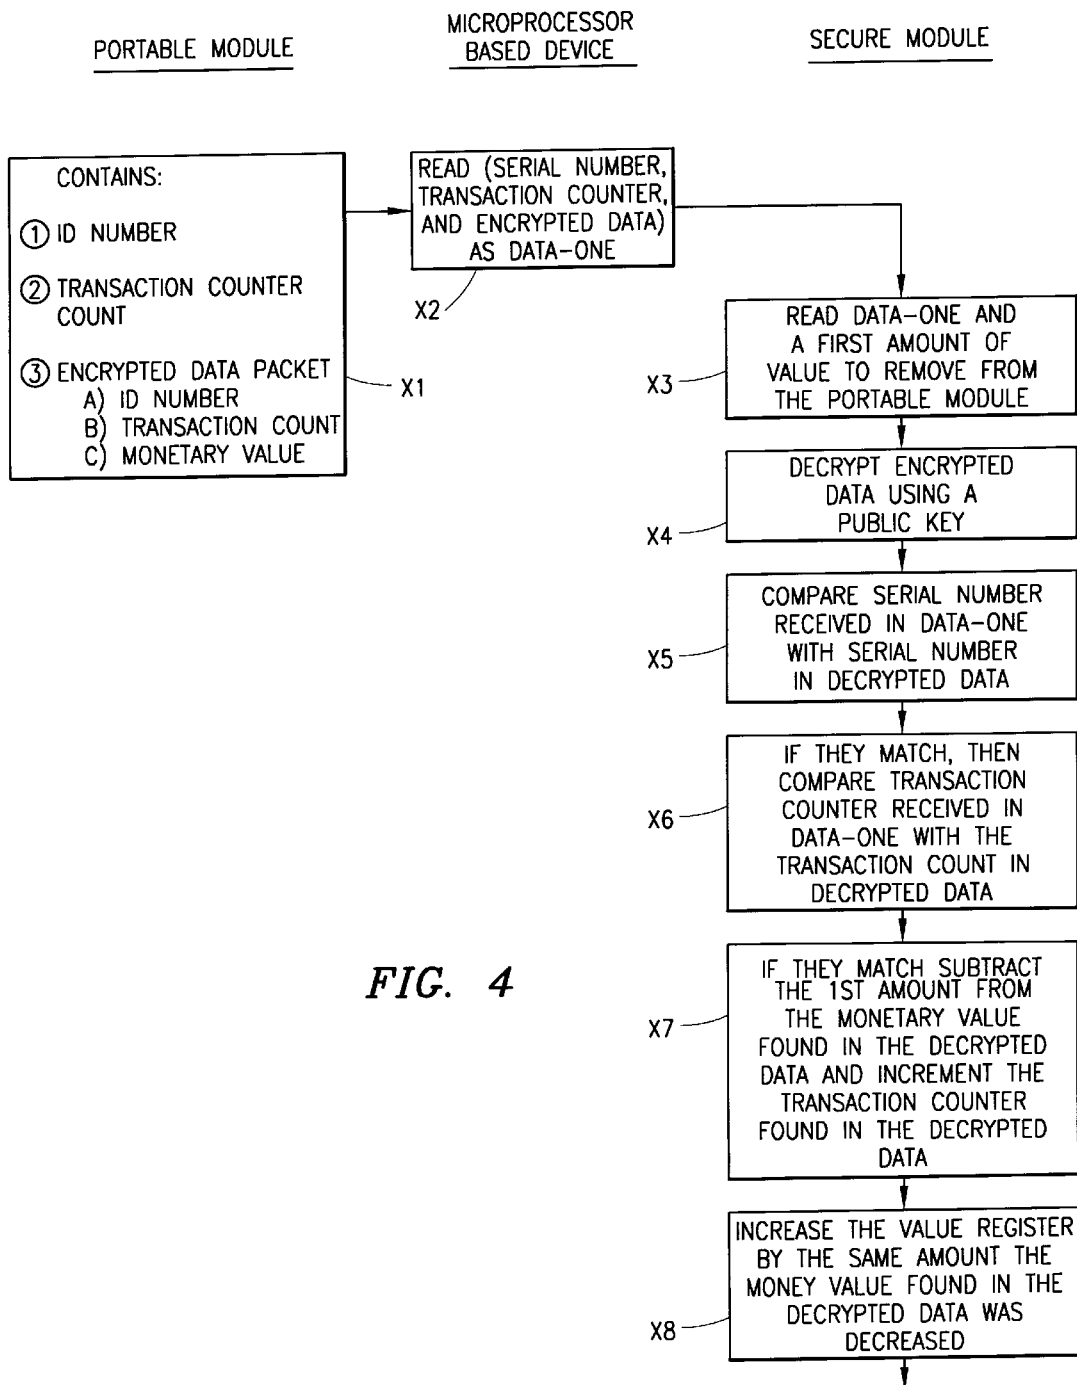 PORTABLE MODULE
MICROPROCESSOR
BASED DEVICE
SECURE MODULE
CONTAINS:
① ID NUMBER
② TRANSACTION COUNTER
COUNT
③ ENCRYPTED DATA PACKET
A) ID NUMBER
B) TRANSACTION COUNT
C) MONETARY VALUE
X1
READ (SERIAL NUMBER,
TRANSACTION COUNTER,
AND ENCRYPTED DATA)
AS DATA-ONE
X2
READ DATA-ONE AND
A FIRST AMOUNT OF
VALUE TO REMOVE FROM
THE PORTABLE MODULE
X3
DECRYPT ENCRYPTED
DATA USING A
PUBLIC KEY
X4
COMPARE SERIAL NUMBER
RECEIVED IN DATA-ONE
WITH SERIAL NUMBER
IN DECRYPTED DATA
X5
IF THEY MATCH, THEN
COMPARE TRANSACTION
COUNTER RECEIVED IN
DATA-ONE WITH THE
TRANSACTION COUNT IN
DECRYPTED DATA
X6
IF THEY MATCH SUBTRACT
THE 1ST AMOUNT FROM
THE MONETARY VALUE
FOUND IN THE DECRYPTED
DATA AND INCREMENT THE
TRANSACTION COUNTER
FOUND IN THE DECRYPTED
DATA
X7
INCREASE THE VALUE REGISTER
BY THE SAME AMOUNT THE
MONEY VALUE FOUND IN THE
DECRYPTED DATA WAS
DECREASED
X8
FIG. 4